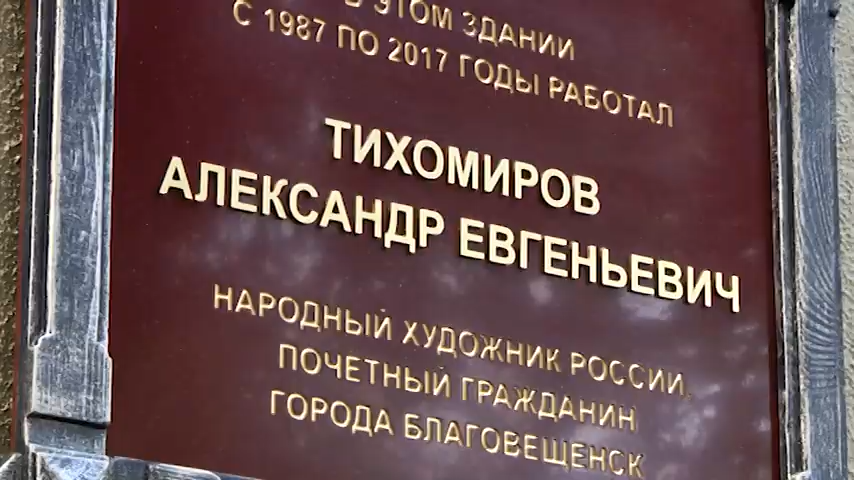 В ЭТОМ ЗДАНИИ
С 1987 ПО 2017 ГОДЫ РАБОТАЛ
ТИХОМИРОВ
АЛЕКСАНДР ЕВГЕНЬЕВИЧ
НАРОДНЫЙ ХУДОЖНИК РОССИИ,
ПОЧЕТНЫЙ ГРАЖДАНИН
ГОРОДА БЛАГОВЕЩЕНСК